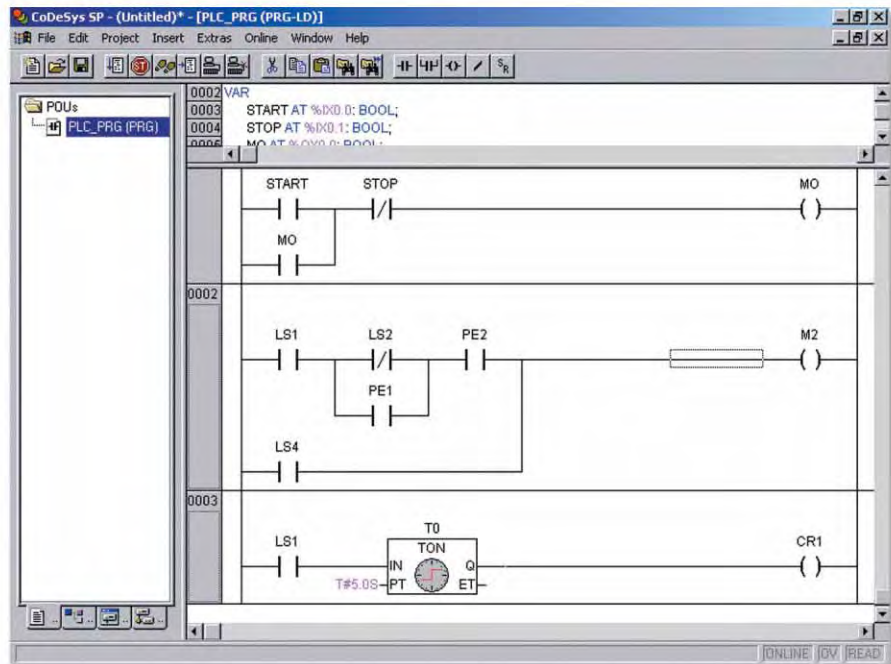 CoDeSys SP - (Untitled)* - [PLC_PRG (PRG-LD)]
File Edit Project Insert Extras Online Window Help
POUs
PLC_PRG (PRG)
0002 VAR
0003 START AT %IX0.0: BOOL;
0004 STOP AT %IX0.1: BOOL;
START STOP MO
MO
0002
LS1 LS2 PE2 M2
PE1
LS4
0003
T0
LS1 TON CR1
IN Q
T#5.0S PT ET
ONLINE OV READ